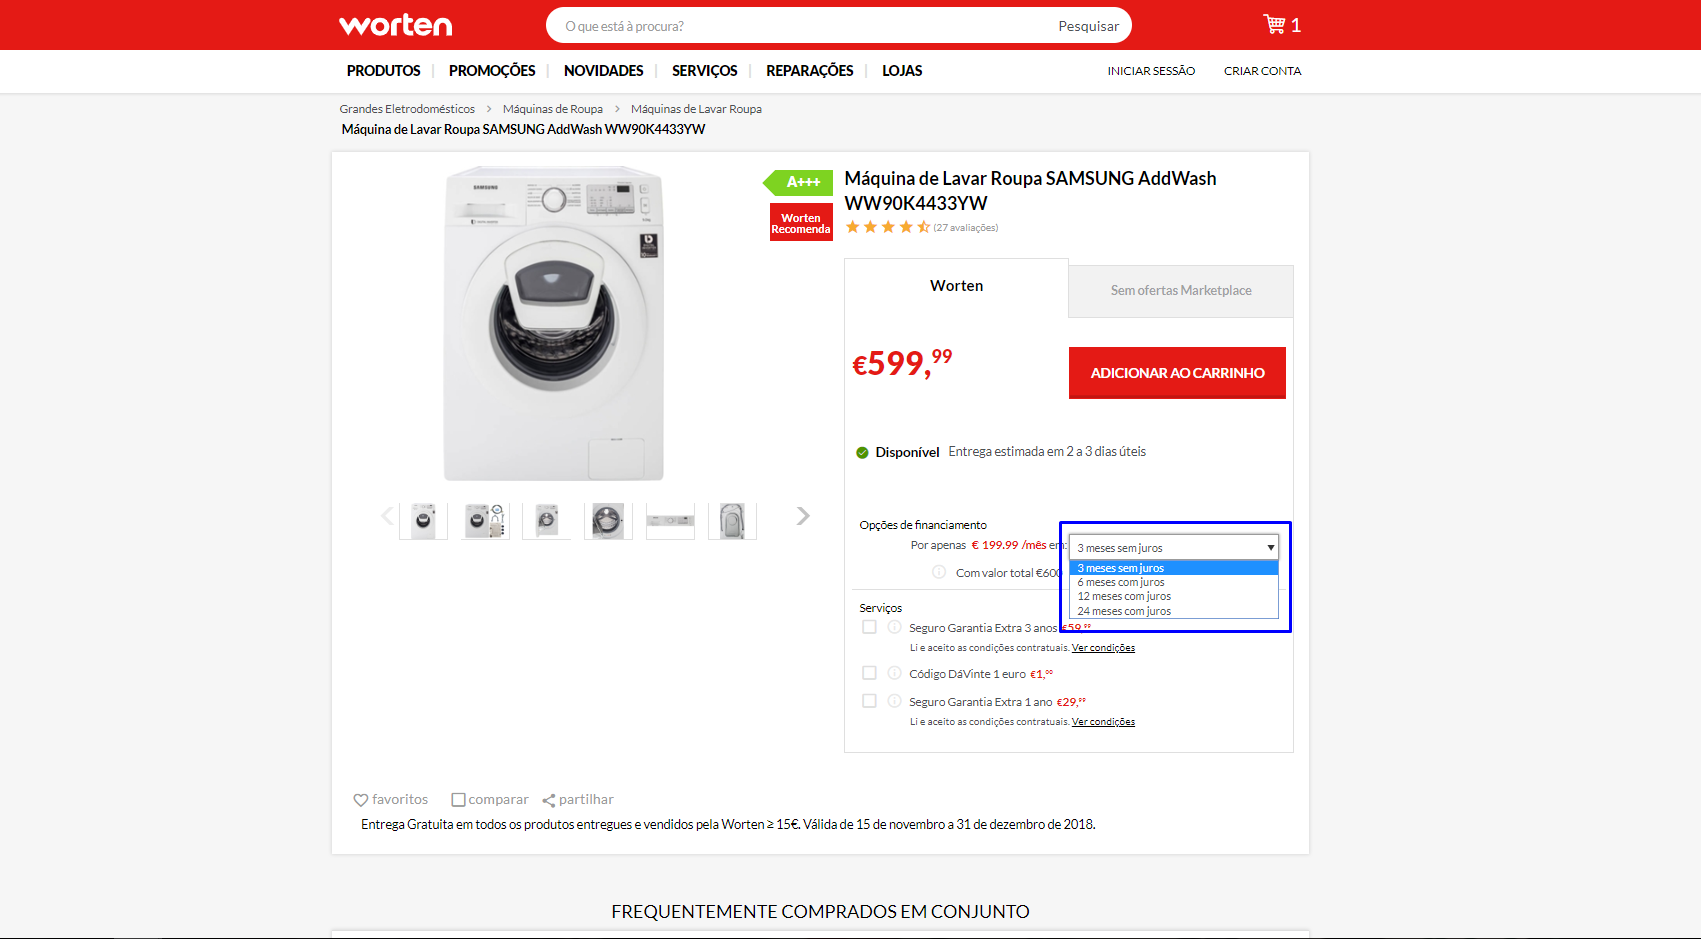 worten
O que está à procura?
Pesquisar
1
PRODUTOS
PROMOÇÕES
NOVIDADES
SERVIÇOS
REPARAÇÕES
LOJAS
INICIAR SESSÃO
CRIAR CONTA
Grandes Eletrodomésticos > Máquinas de Roupa > Máquinas de Lavar Roupa
Máquina de Lavar Roupa SAMSUNG AddWash WW90K4433YW
SAMSUNG
A+++
Worten
Recomenda
Máquina de Lavar Roupa SAMSUNG AddWash
WW90K4433YW
(27 avaliações)
Worten
Sem ofertas Marketplace
€599,99
ADICIONAR AO CARRINHO
Disponível Entrega estimada em 2 a 3 dias úteis
Opções de financiamento
Por apenas € 199.99 /mês em:
3 meses sem juros
3 meses sem juros
6 meses com juros
12 meses com juros
24 meses com juros
Com valor total €600
Serviços
Seguro Garantia Extra 3 anos €59,99
Li e aceito as condições contratuais. Ver condições
Código DáVinte 1 euro €1,00
Seguro Garantia Extra 1 ano €29,99
Li e aceito as condições contratuais. Ver condições
favoritos
comparar
partilhar
Entrega Gratuita em todos os produtos entregues e vendidos pela Worten ≥ 15€. Válida de 15 de novembro a 31 de dezembro de 2018.
FREQUENTEMENTE COMPRADOS EM CONJUNTO